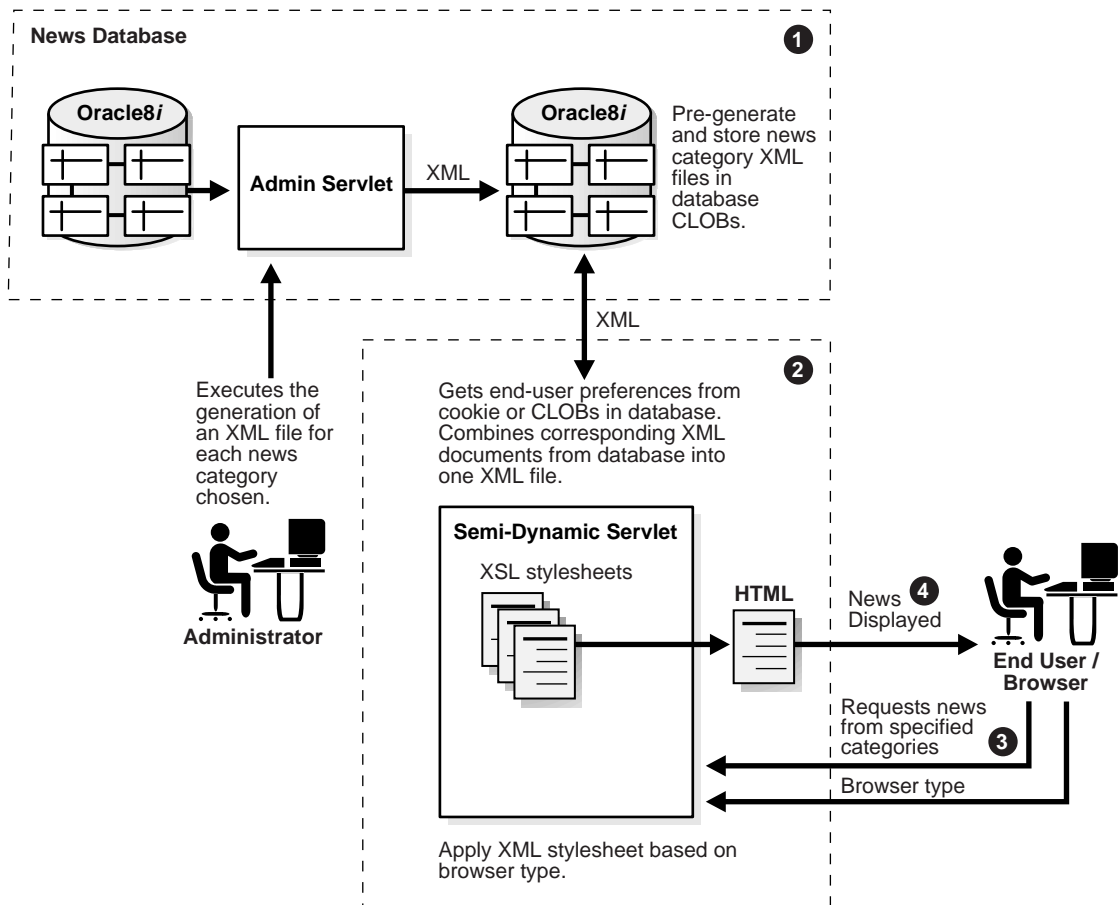 News Database
1
Oracle8i
Oracle8i
Pre-generate
and store news
category XML
files in
database
CLOBs.
Admin Servlet
XML
XML
2
Executes the
generation of
an XML file for
each news
category
chosen.
Administrator
Gets end-user preferences from
cookie or CLOBs in database.
Combines corresponding XML
documents from database into
one XML file.
Semi-Dynamic Servlet
XSL stylesheets
HTML
News 4
Displayed
End User /
Browser
Requests news
from specified
categories 3
Browser type
Apply XML stylesheet based on
browser type.